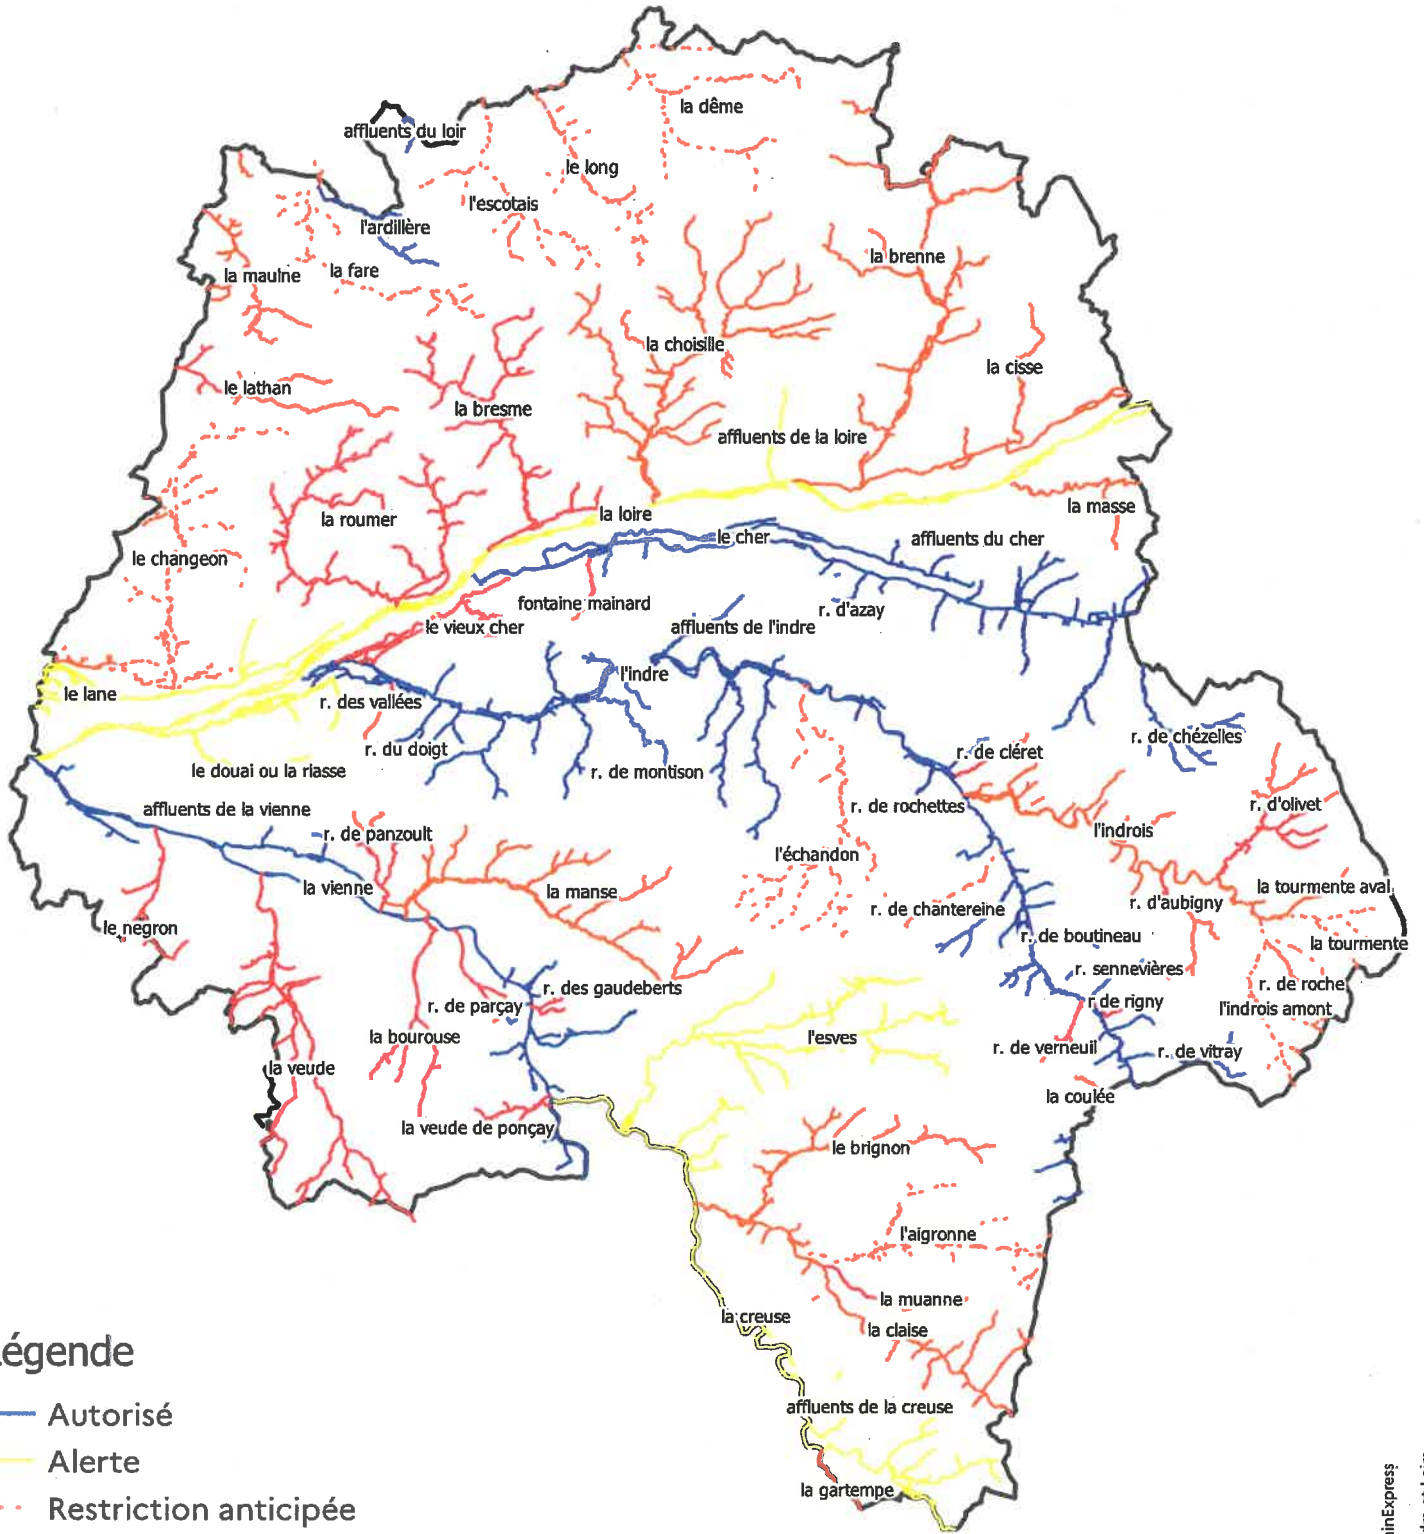 la dême
affluents du loir
le long
l'escotais
l'ardillère
la brenne
la maulne
la fare
la choisille
la cisse
le lathan
la bresme
affluents de la loire
la masse
la loire
la roumer
le cher
affluents du cher
le changeon
fontaine mainard
r. d'azay
le vieux cher
affluents de l'indre
l'indre
le lane
r. des vallées
r. de chézelles
r. du doigt
r. de cléret
le douai ou la riasse
r. de montison
affluents de la vienne
r. de rochettes
r. d'olivet
r. de panzoult
l'indrois
l'échandon
la vienne
la manse
la tourmente aval
r. d'aubigny
r. de chantereine
le négron
r. de boutineau
la tourmente
r. sennevières
r. des gaudeberts
r. de roche
r. de parçay
r. de rigny
l'indrois amont
la bourouse
l'esves
r. de verneuil
r. de vitray
la veude
la coulée
la veude de ponçay
le brignon
l'aigronne
la muanne
la creuse
la claise
affluents de la creuse
la gartempe
Légende
Autorisé
Alerte
Restriction anticipée